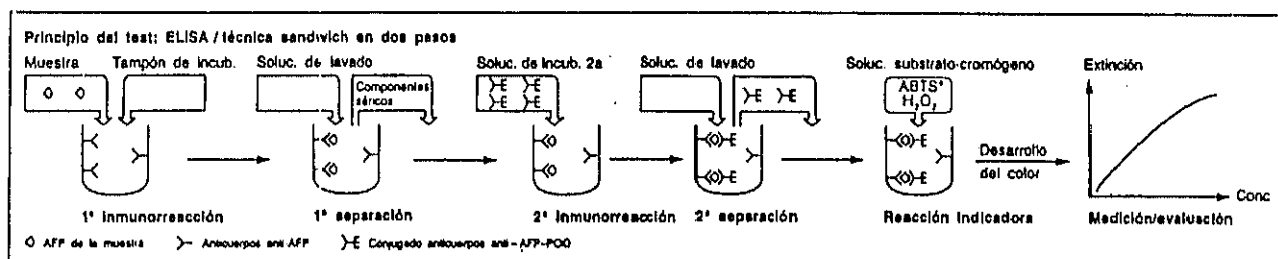 Principio del test; ELISA / técnica sandwich en dos pasos
Muestra Tampón de incub. Soluc. de lavado Soluc. de incub. 2a Soluc. de lavado Soluc. substrato-cromógeno Extinción
Componentes
séricos
ABTS*
H₂O₂
Desarrollo
del color
Conc
1ª inmunorreacción 1ª separación 2ª inmunorreacción 2ª separación Reacción indicadora Medición/evaluación
AFP de la muestra Anticuerpos anti AFP Conjugado anticuerpos anti-AFP-POD